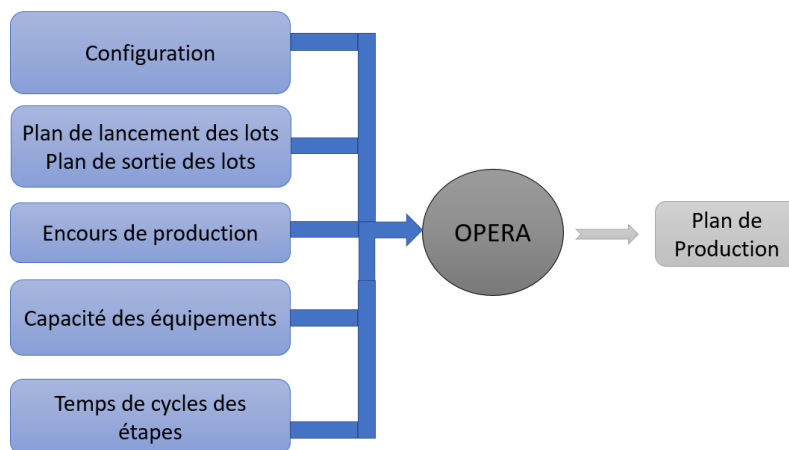 Configuration
Plan de lancement des lots
Plan de sortie des lots
Encours de production
Capacité des équipements
Temps de cycles des
étapes
OPERA
Plan de
Production